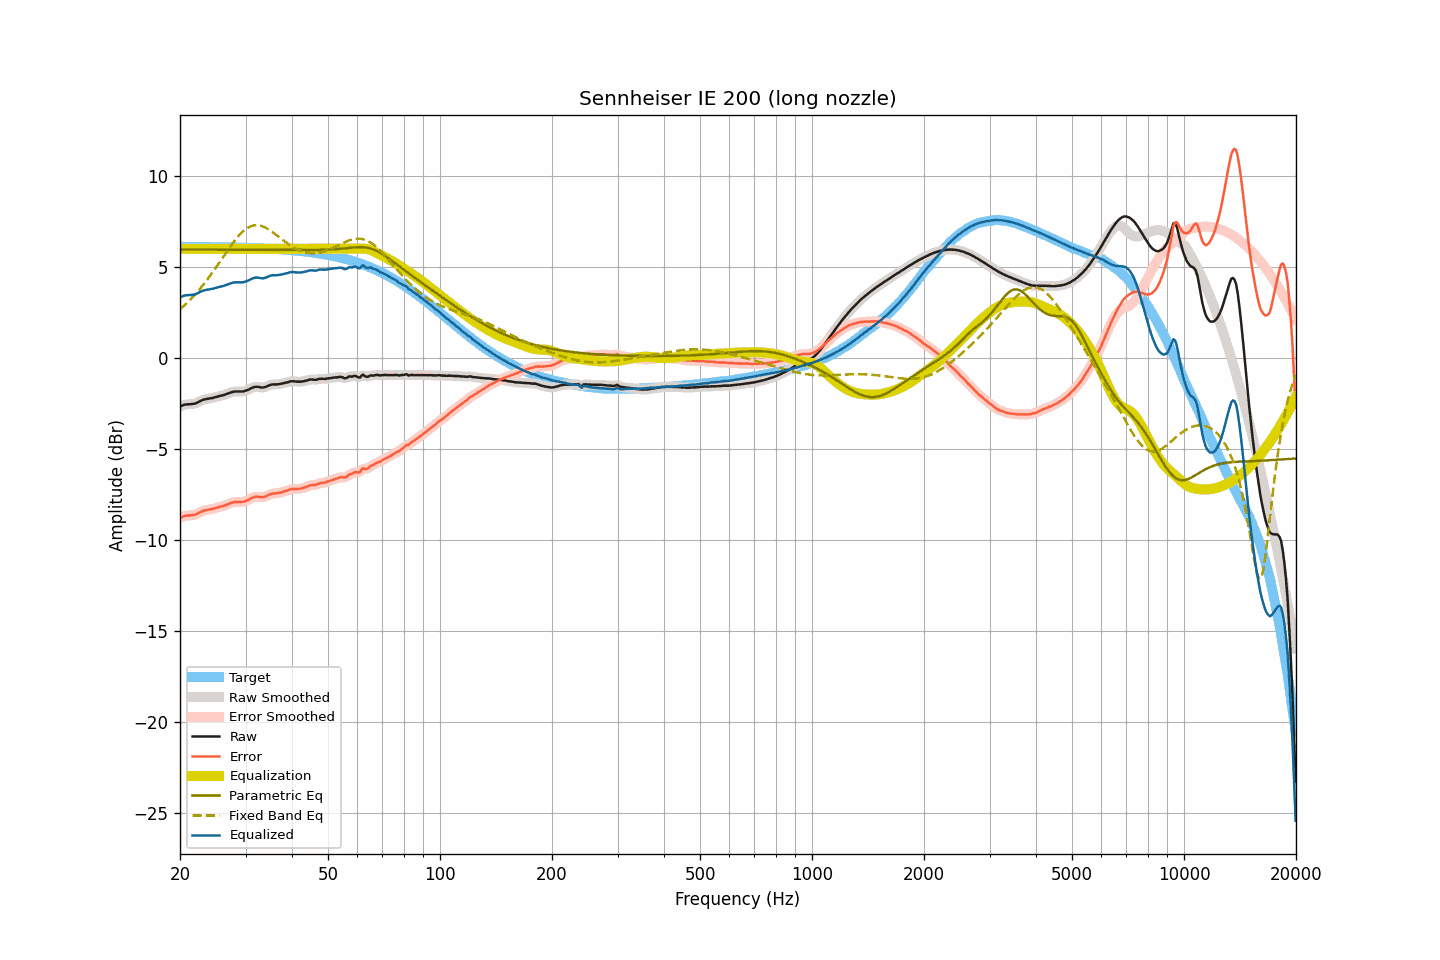 Sennheiser IE 200 (long nozzle)
Amplitude (dBr)
10
5
0
−5
−10
−15
−20
−25
Target
Raw Smoothed
Error Smoothed
Raw
Error
Equalization
Parametric Eq
Fixed Band Eq
Equalized
20 50 100 200 500 1000 2000 5000 10000 20000
Frequency (Hz)